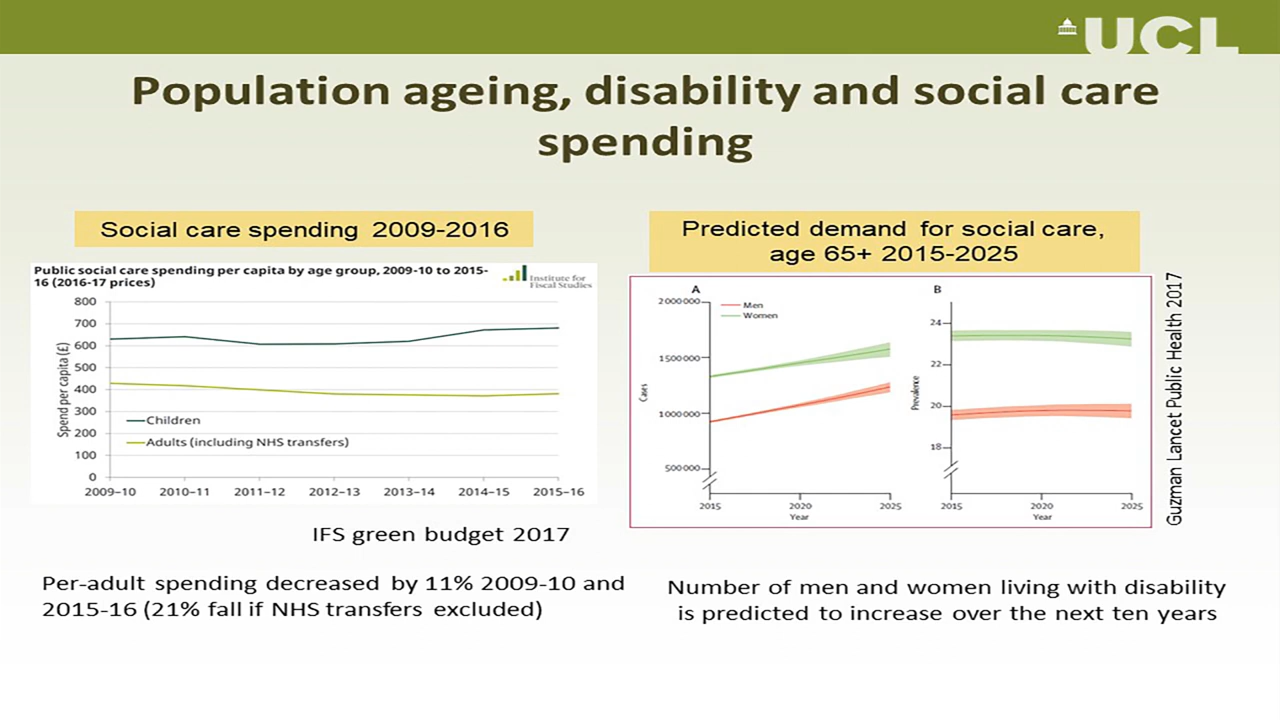 UCL
Population ageing, disability and social care
spending
Social care spending 2009-2016
Public social care spending per capita by age group, 2009-10 to 2015-
16 (2016-17 prices)
Institute for
Fiscal Studies
Spend per capita (£)
800
700
600
500
400
300
200
100
0
Children
Adults (including NHS transfers)
2009–10 2010–11 2011–12 2012–13 2013–14 2014–15 2015–16
IFS green budget 2017
Per-adult spending decreased by 11% 2009-10 and
2015-16 (21% fall if NHS transfers excluded)
Predicted demand for social care,
age 65+ 2015-2025
A
2000000
1500000
1000000
500000
Cases
Men
Women
2015 2020 2025
Year
B
24
22
20
18
Prevalence
2015 2020 2025
Year
Guzman Lancet Public Health 2017
Number of men and women living with disability
is predicted to increase over the next ten years